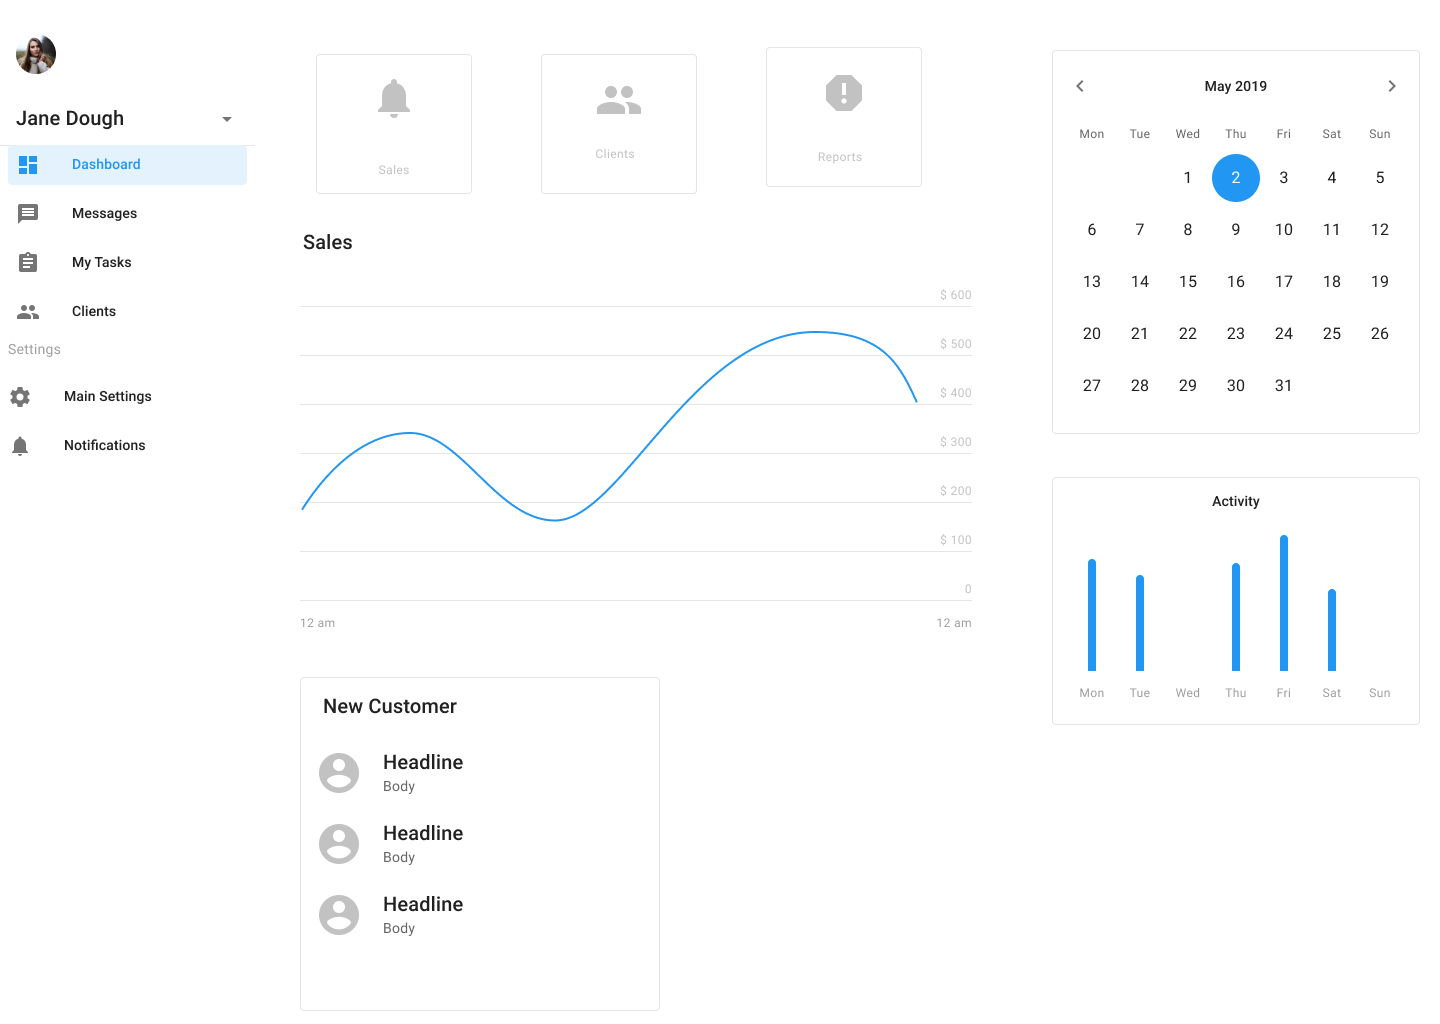 Jane Dough
Dashboard
Messages
My Tasks
Clients
Settings
Main Settings
Notifications
Sales
Clients
Reports
Sales
$ 600
$ 500
$ 400
$ 300
$ 200
$ 100
0
12 am 12 am
New Customer
Headline
Body
Headline
Body
Headline
Body
May 2019
Mon Tue Wed Thu Fri Sat Sun
1 2 3 4 5
6 7 8 9 10 11 12
13 14 15 16 17 18 19
20 21 22 23 24 25 26
27 28 29 30 31
Activity
Mon Tue Wed Thu Fri Sat Sun